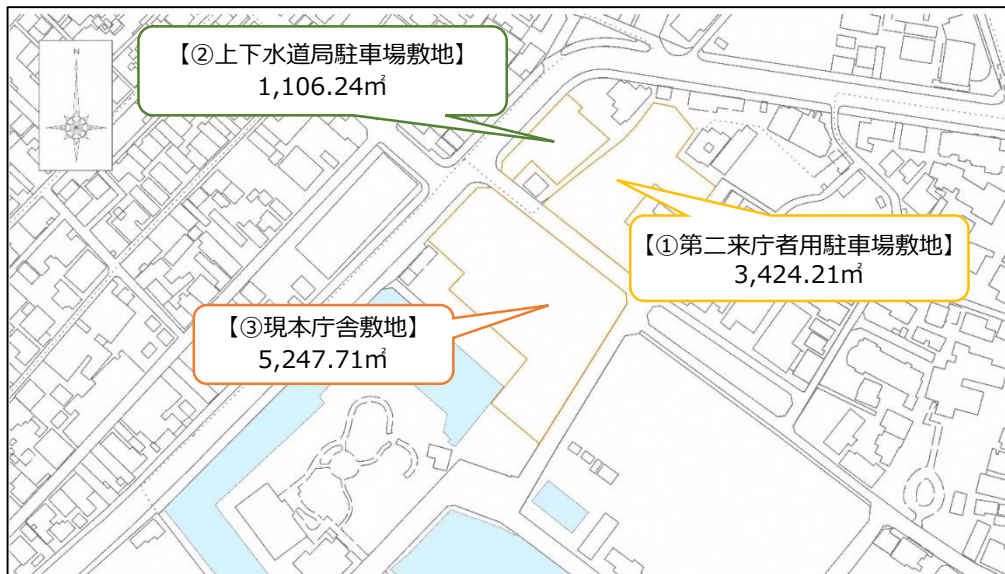 N
【②上下水道局駐車場敷地】
1,106.24㎡
【①第二来庁者用駐車場敷地】
3,424.21㎡
【③現本庁舎敷地】
5,247.71㎡